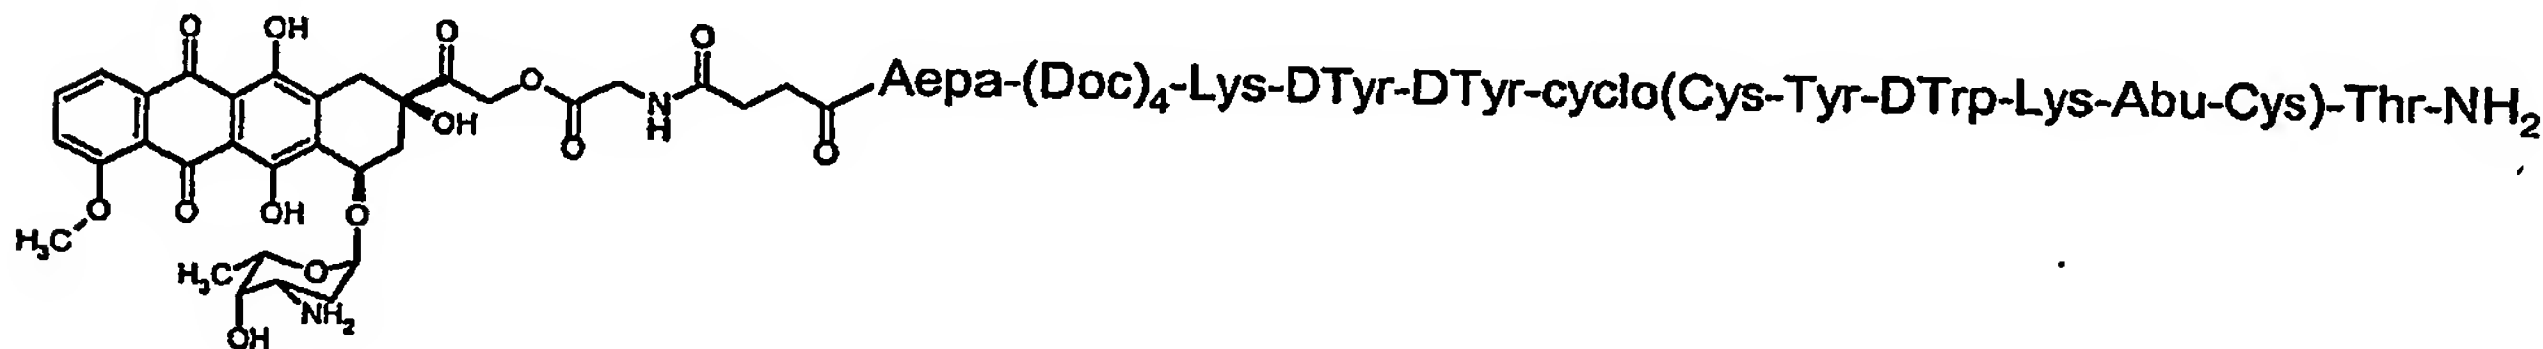 O
OH
O
O
O
N
H
O
OH
O
O
Aepa-(Doc)4-Lys-DTyr-DTyr-cyclo(Cys-Tyr-DTrp-Lys-Abu-Cys)-Thr-NH2
O
O
OH
O
H3C
H3C
O
NH2
OH